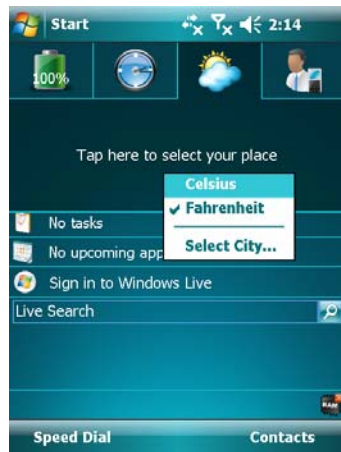 Start 2:14
100%
Tap here to select your place
Celsius
Fahrenheit
Select City...
No tasks
No upcoming app
Sign in to Windows Live
Live Search
RAM
Speed Dial Contacts